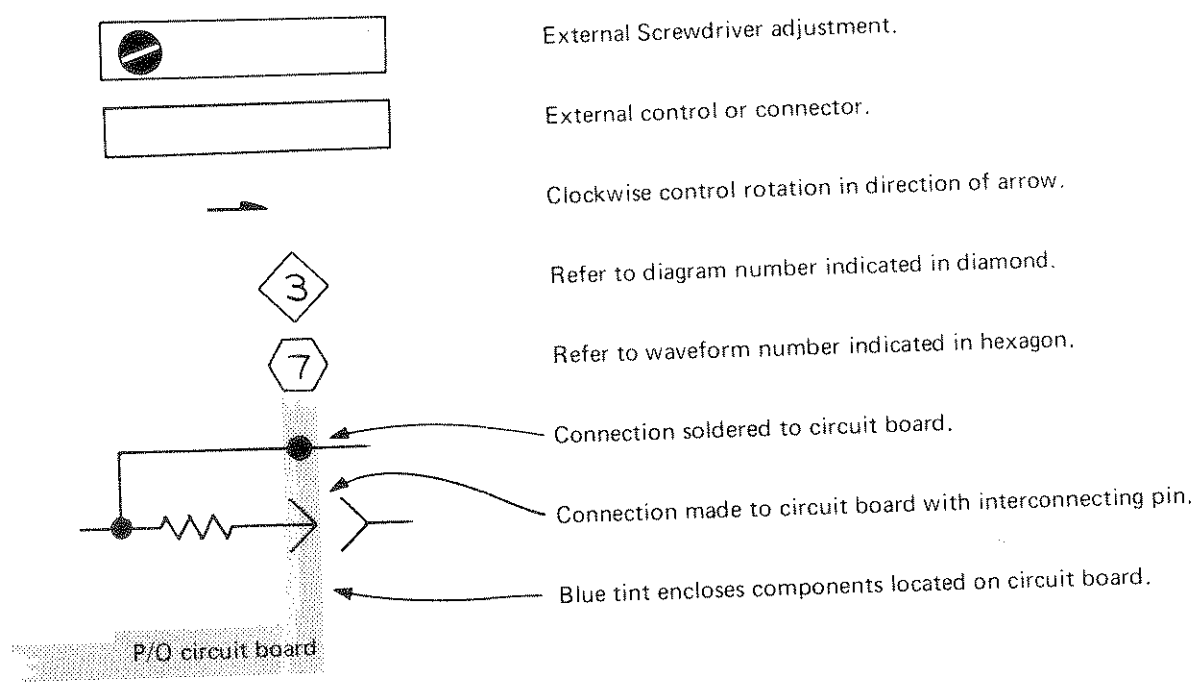 External Screwdriver adjustment.
External control or connector.
Clockwise control rotation in direction of arrow.
3
Refer to diagram number indicated in diamond.
7
Refer to waveform number indicated in hexagon.
Connection soldered to circuit board.
Connection made to circuit board with interconnecting pin.
Blue tint encloses components located on circuit board.
P/O circuit board